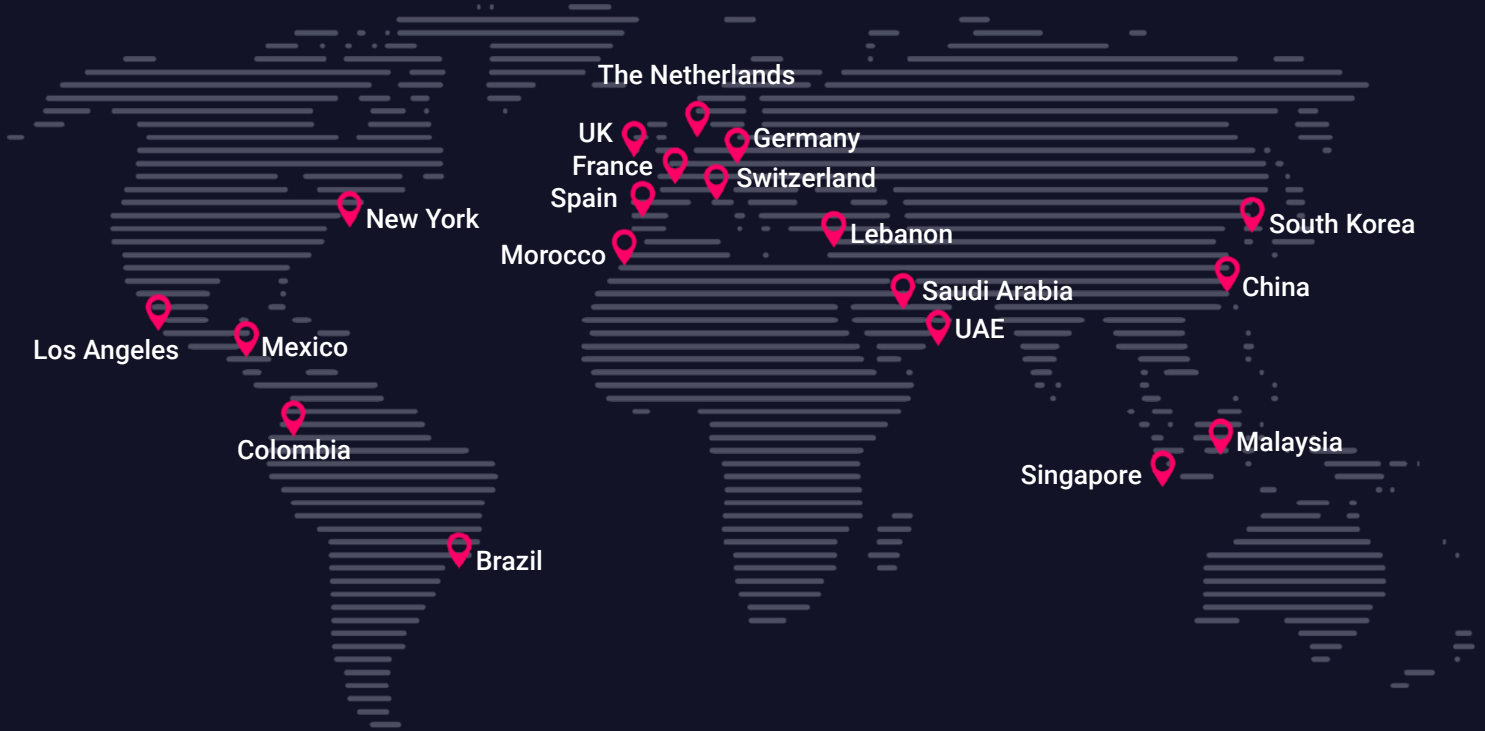 The Netherlands
UK
Germany
France
Switzerland
Spain
New York
South Korea
Lebanon
Morocco
China
Saudi Arabia
UAE
Los Angeles
Mexico
Colombia
Malaysia
Singapore
Brazil